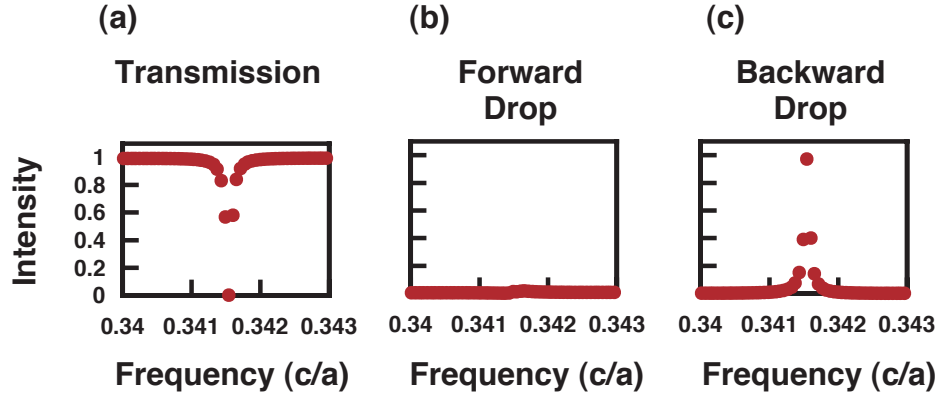 (a)
(b)
(c)
Transmission
Forward
Drop
Backward
Drop
Intensity
1
0.8
0.6
0.4
0.2
0
0.34 0.341 0.342 0.343
0.34 0.341 0.342 0.343
0.34 0.341 0.342 0.343
Frequency (c/a)
Frequency (c/a)
Frequency (c/a)